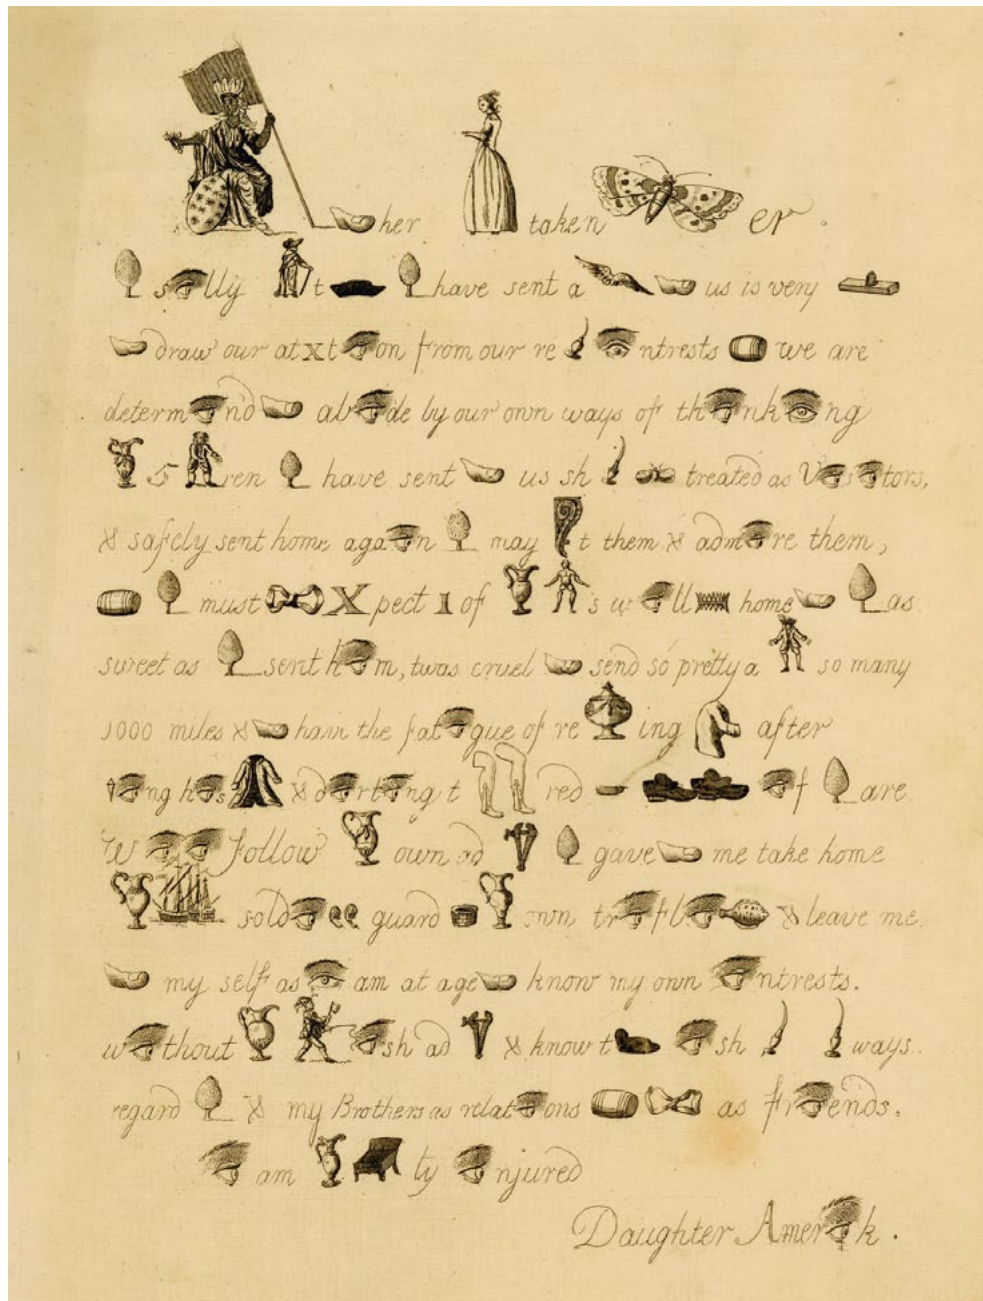 her taken er.
s lly t have sent a us is very
draw our at x t on from our re ntrests we are
determ n'd ab de by our own ways of th nk ng
5 ren have sent us sh treated as V s tors,
& safely sent home aga n may t them & adm re them,
must X pect 1 of s w ll home as
sweet as sent h m, twas cruel send so pretty a so many
1000 miles & have the fat gue of re ing after
ng h s & d rt ng t red f are
W follow own ad gave me take home
sold guard own tr fl & leave me
my self as am at age know my own ntrests.
w thout sh ad & know t sh ways.
regard & my Brothers as relat ons as fr ends.
am ly njured
Daughter Amer k.